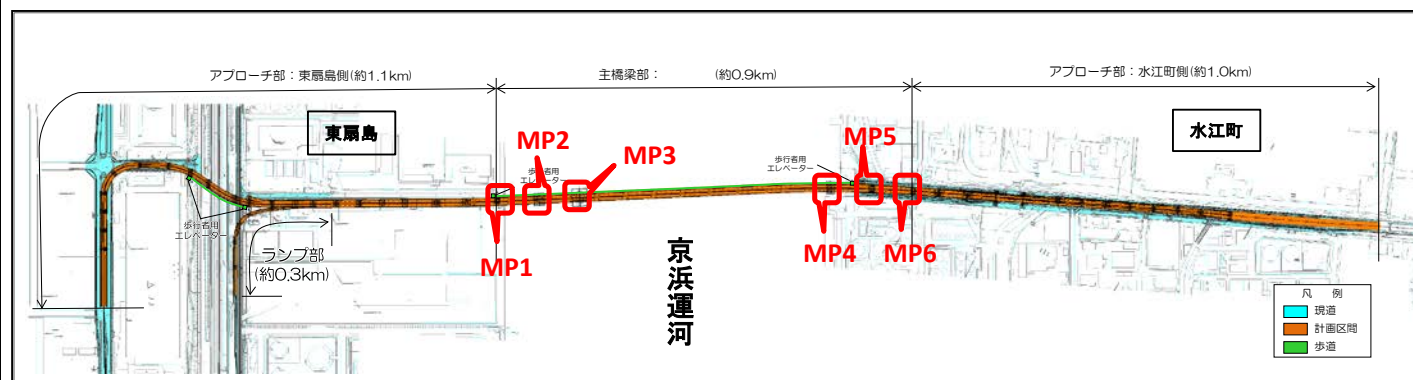 アプローチ部：東扇島側(約1.1km)
主橋梁部：　　　(約0.9km)
アプローチ部：水江町側(約1.0km)
東扇島
水江町
MP1
MP2
MP3
MP4
MP5
MP6
歩行者用
エレベーター
歩行者用
エレベーター
歩行者用
エレベーター
ランプ部
(約0.3km)
京浜運河
凡　例
現道
計画区間
歩道